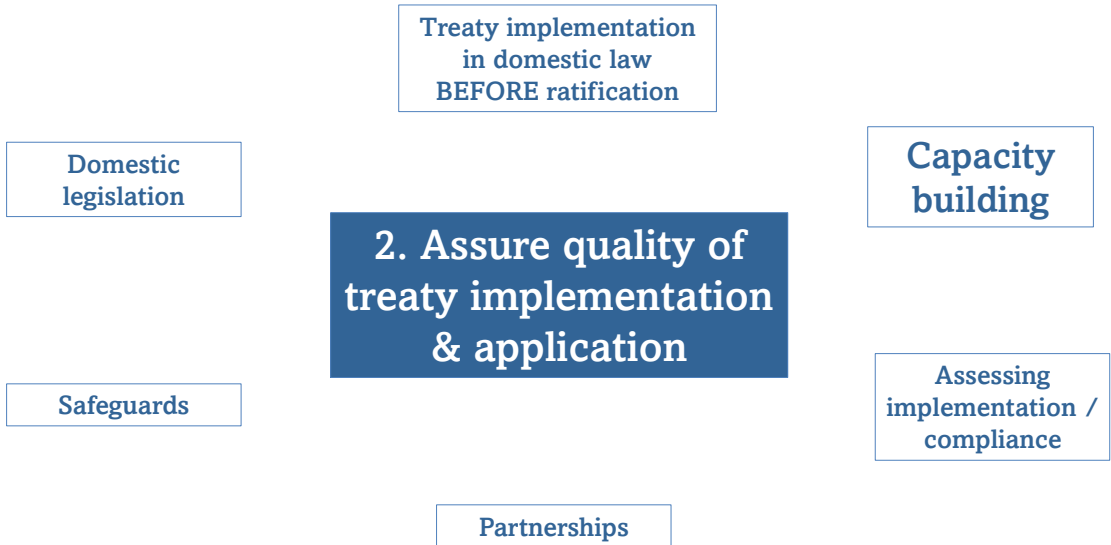 Treaty implementation
in domestic law
BEFORE ratification
Domestic
legislation
Capacity
building
2. Assure quality of
treaty implementation
& application
Safeguards
Assessing
implementation /
compliance
Partnerships